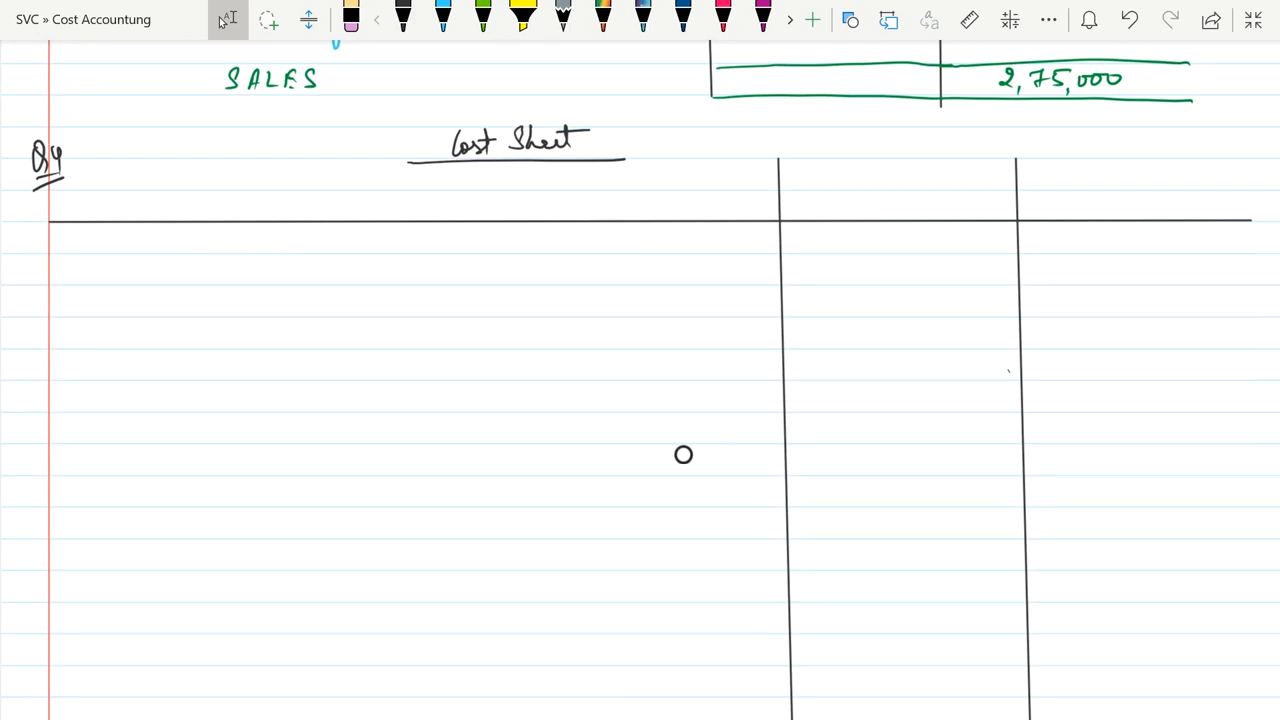 SVC » Cost Accountung
SALES 2,75,000
Q4 Cost Sheet